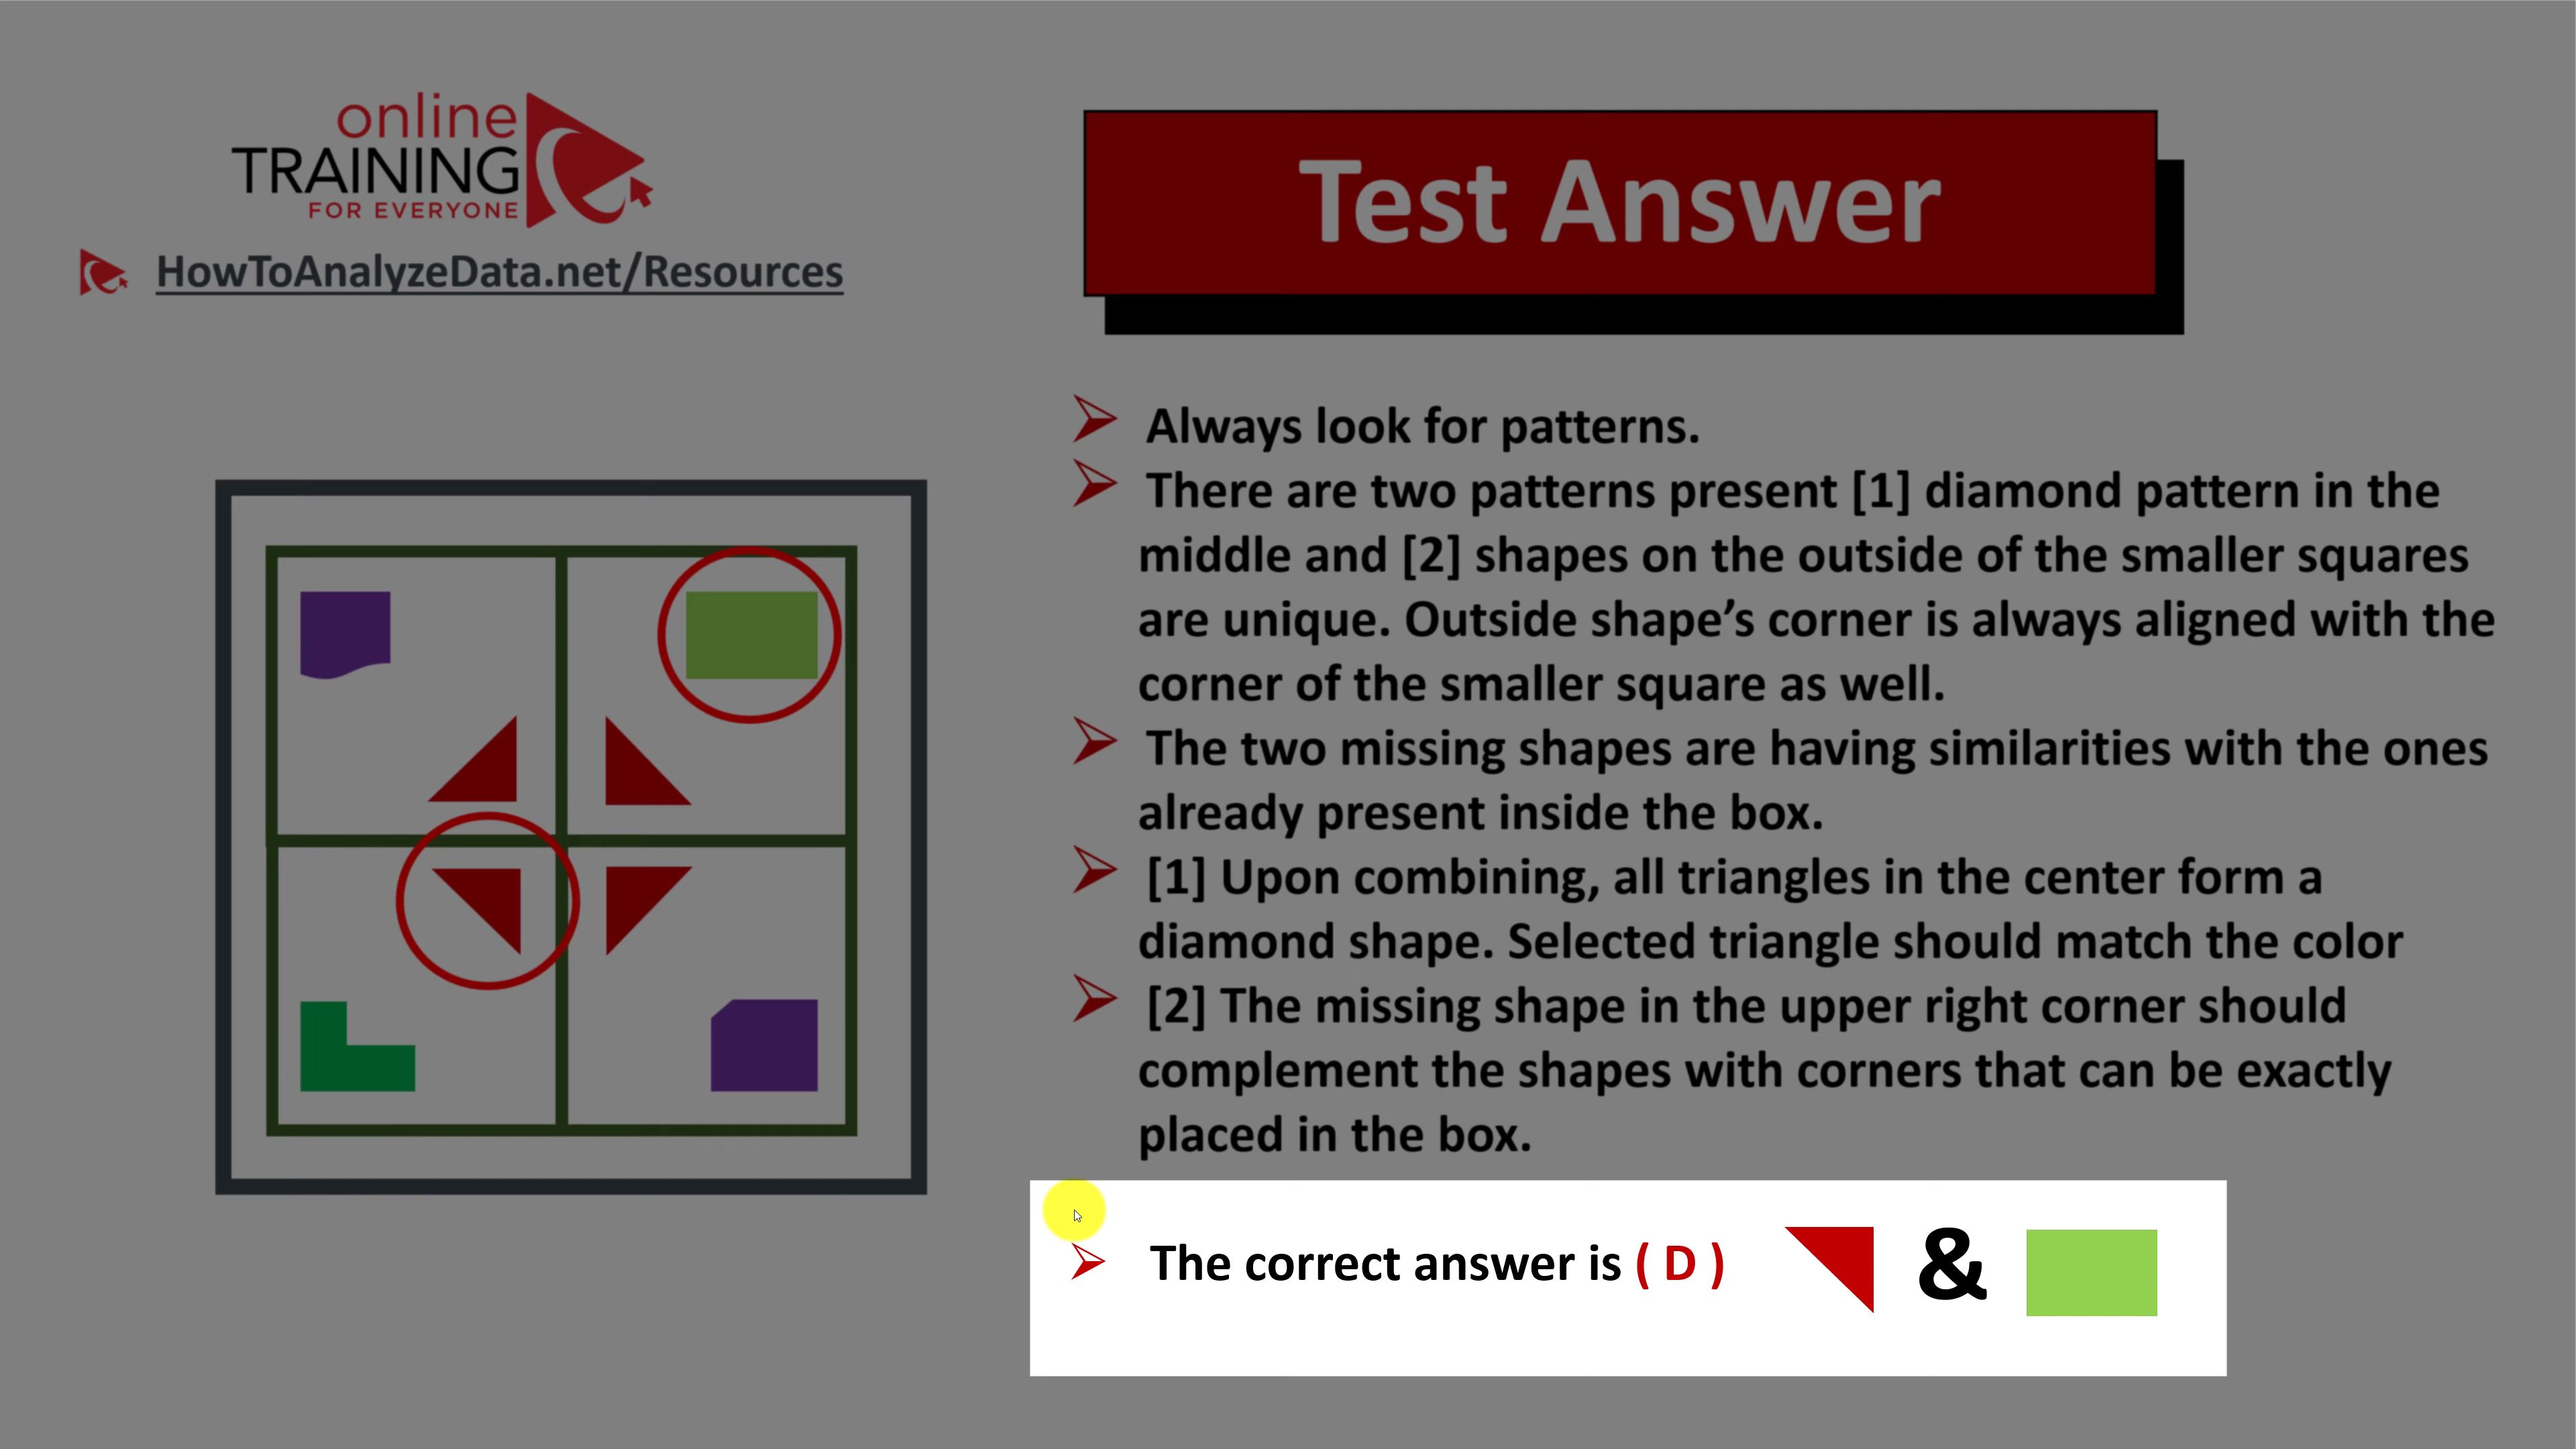 online
TRAINING
FOR EVERYONE
HowToAnalyzeData.net/Resources
Test Answer
Always look for patterns.
There are two patterns present [1] diamond pattern in the
middle and [2] shapes on the outside of the smaller squares
are unique. Outside shape’s corner is always aligned with the
corner of the smaller square as well.
The two missing shapes are having similarities with the ones
already present inside the box.
[1] Upon combining, all triangles in the center form a
diamond shape. Selected triangle should match the color
[2] The missing shape in the upper right corner should
complement the shapes with corners that can be exactly
placed in the box.
The correct answer is ( D ) &